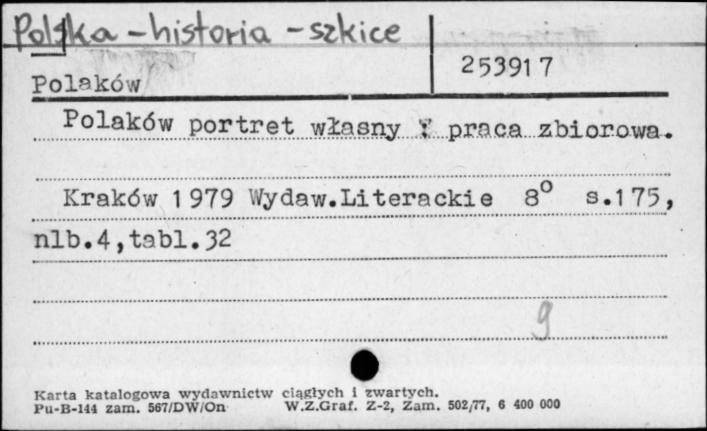 Polska - historia - szkice
253917
Polaków
Polaków portret własny : praca zbiorowa.
Kraków 1979 Wydaw.Literackie 8° s.175,
nlb.4,tabl.32
9
Karta katalogowa wydawnictw ciągłych i zwartych.
Pu-B-144 zam. 567/DW/On W.Z.Graf. Z-2, Zam. 502/77, 6 400 000